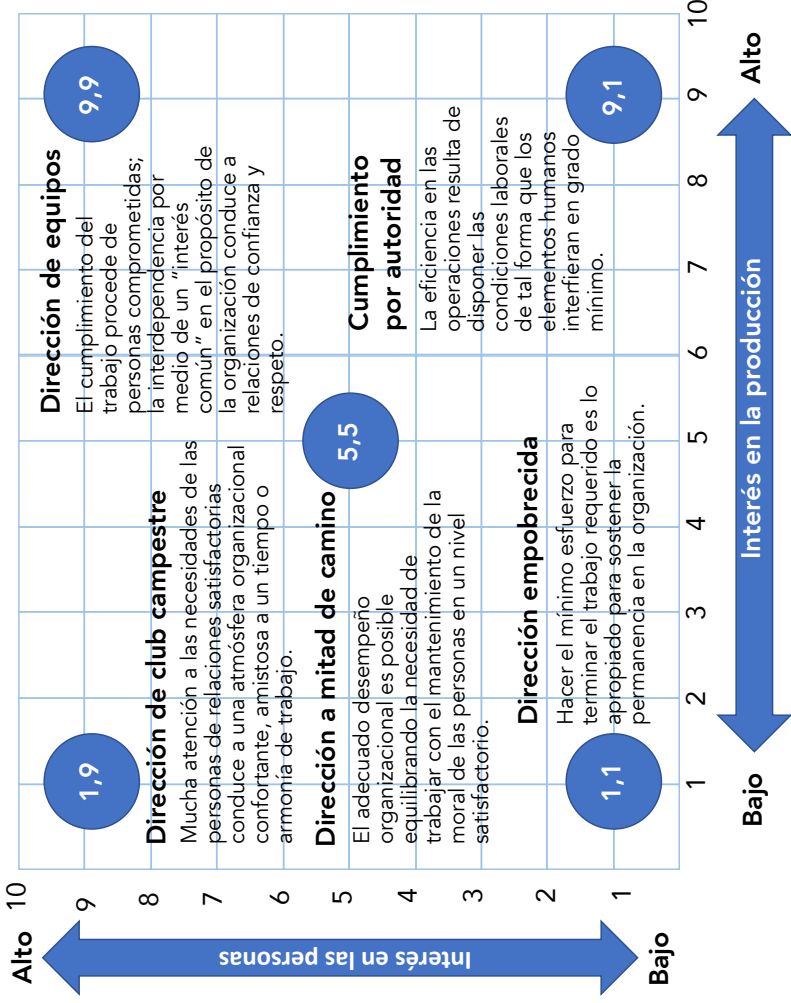 Alto
10
9
8
7
6
5
4
3
2
1
Bajo
Interés en las personas
1,9
9,9
Dirección de club campestre
Mucha atención a las necesidades de las
personas de relaciones satisfactorias
conduce a una atmósfera organizacional
confortante, amistosa a un tiempo o
armonía de trabajo.
Dirección de equipos
El cumplimiento del
trabajo procede de
personas comprometidas;
la interdependencia por
medio de un “interés
común” en el propósito de
la organización conduce a
relaciones de confianza y
respeto.
5,5
Dirección a mitad de camino
El adecuado desempeño
organizacional es posible
equilibrando la necesidad de
trabajar con el mantenimiento de la
moral de las personas en un nivel
satisfactorio.
Cumplimiento
por autoridad
La eficiencia en las
operaciones resulta de
disponer las
condiciones laborales
de tal forma que los
elementos humanos
interfieran en grado
mínimo.
Dirección empobrecida
Hacer el mínimo esfuerzo para
terminar el trabajo requerido es lo
apropiado para sostener la
permanencia en la organización.
1,1
9,1
1
2
3
4
5
6
7
8
9
10
Bajo
Interés en la producción
Alto